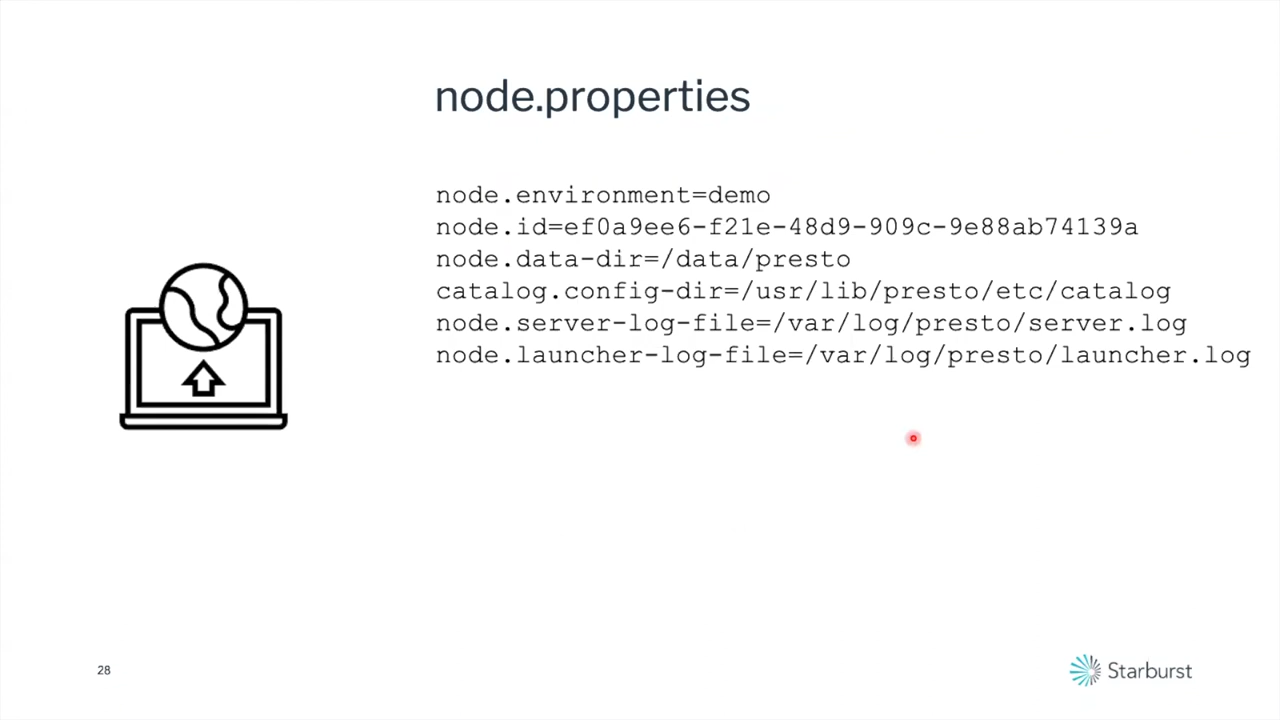 node.properties
node.environment=demo
node.id=ef0a9ee6-f21e-48d9-909c-9e88ab74139a
node.data-dir=/data/presto
catalog.config-dir=/usr/lib/presto/etc/catalog
node.server-log-file=/var/log/presto/server.log
node.launcher-log-file=/var/log/presto/launcher.log
28
Starburst